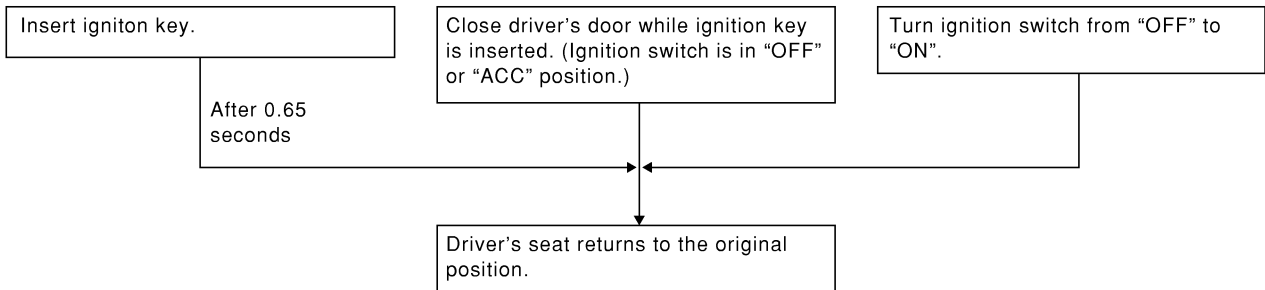 Insert igniton key.
Close driver’s door while ignition key
is inserted. (Ignition switch is in “OFF”
or “ACC” position.)
Turn ignition switch from “OFF” to
“ON”.
After 0.65
seconds
Driver’s seat returns to the original
position.